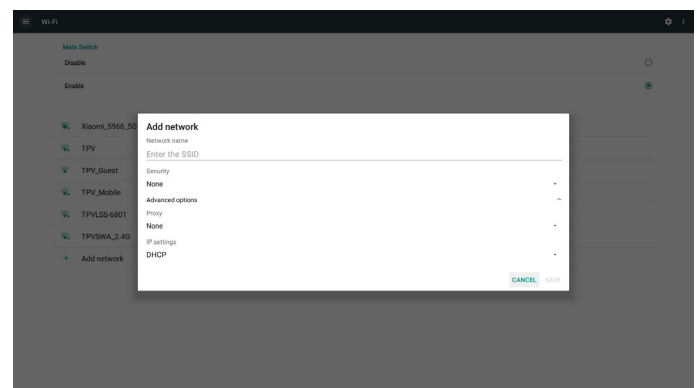 Wi-Fi
Main Switch
Disable
Enable
Xiaomi_5966_5G
TPV
TPV_Guest
TPV_Mobile
TPVLSS-6801
TPVSWA_2.4G
Add network
Add network
Network name
Enter the SSID
Security
None
Advanced options
Proxy
None
IP settings
DHCP
CANCEL SAVE